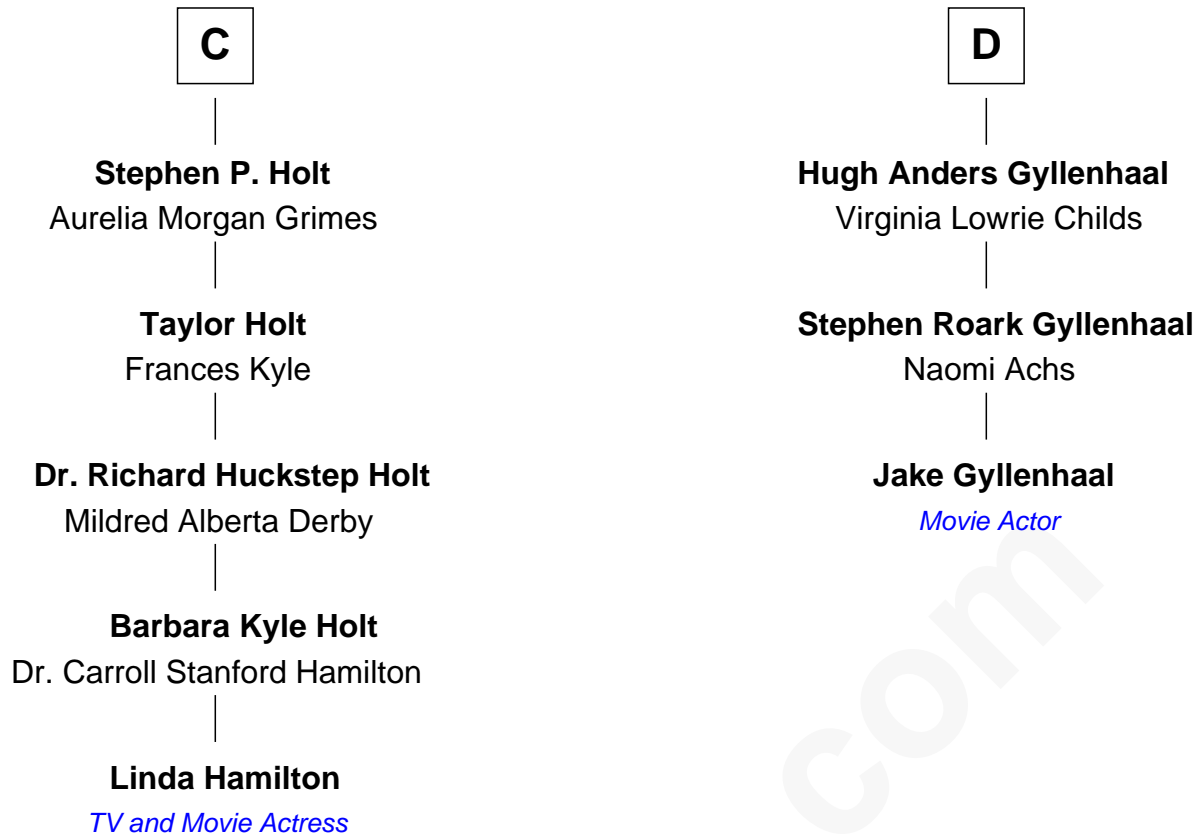 C
Stephen P. Holt
Aurelia Morgan Grimes
Taylor Holt
Frances Kyle
Dr. Richard Huckstep Holt
Mildred Alberta Derby
Barbara Kyle Holt
Dr. Carroll Stanford Hamilton
Linda Hamilton
TV and Movie Actress
D
Hugh Anders Gyllenhaal
Virginia Lowrie Childs
Stephen Roark Gyllenhaal
Naomi Achs
Jake Gyllenhaal
Movie Actor
com